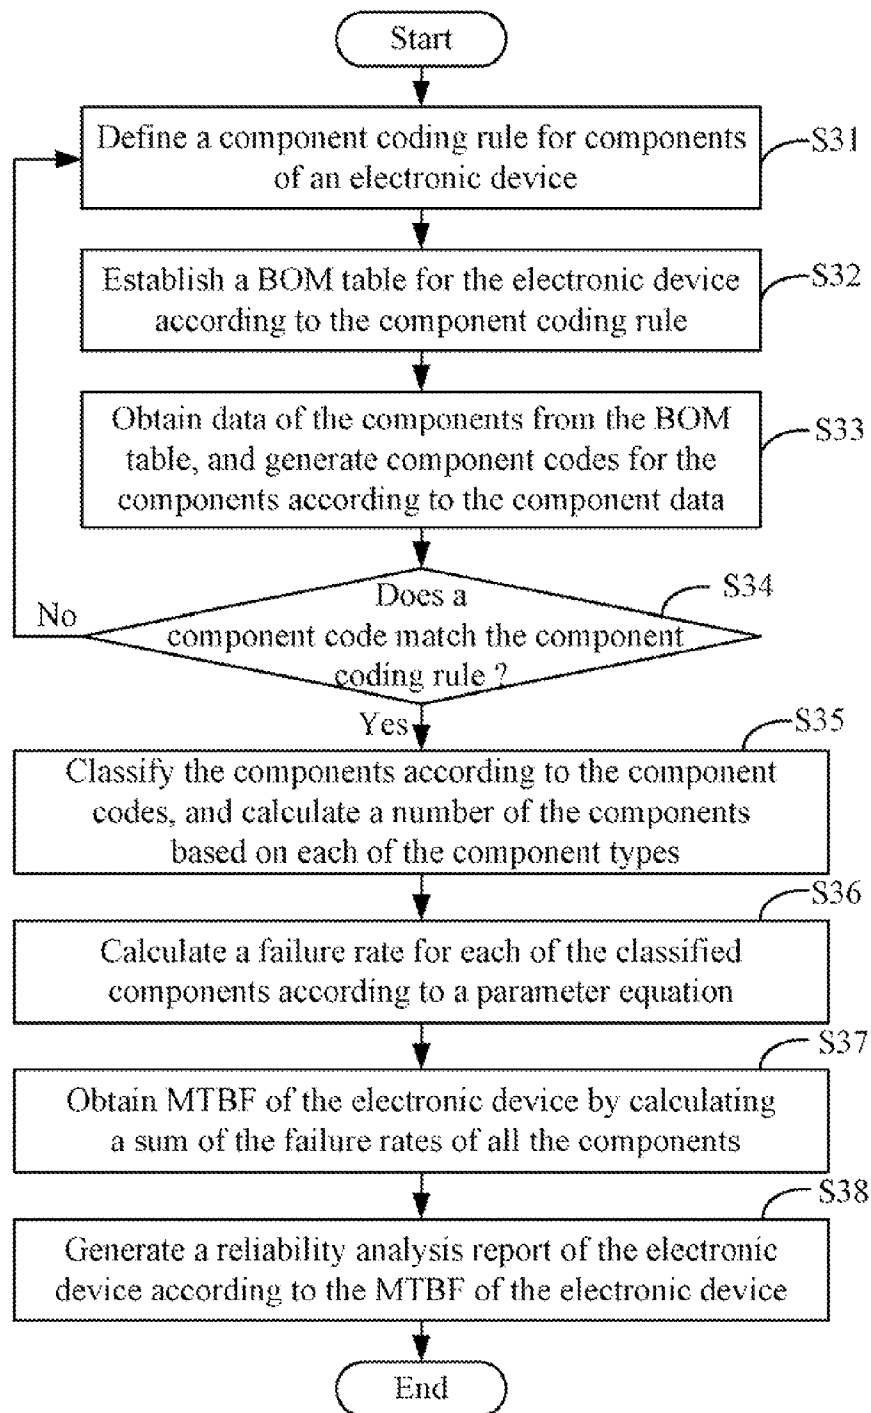 Start
Define a component coding rule for components
of an electronic device
S31
Establish a BOM table for the electronic device
according to the component coding rule
S32
Obtain data of the components from the BOM
table, and generate component codes for the
components according to the component data
S33
Does a
component code match the component
coding rule ?
S34
No
Yes
S35
Classify the components according to the component
codes, and calculate a number of the components
based on each of the component types
S36
Calculate a failure rate for each of the classified
components according to a parameter equation
S37
Obtain MTBF of the electronic device by calculating
a sum of the failure rates of all the components
S38
Generate a reliability analysis report of the electronic
device according to the MTBF of the electronic device
End